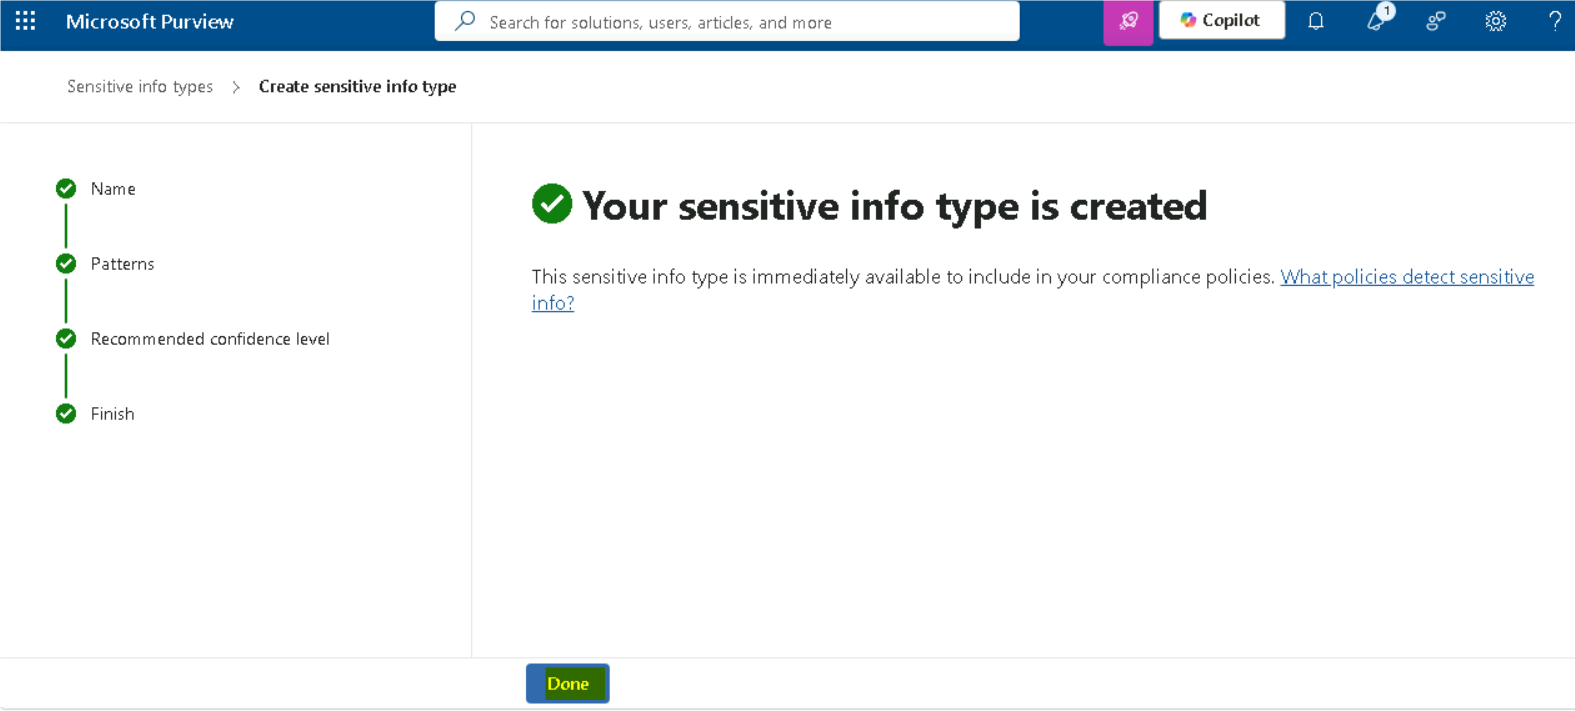 Microsoft Purview
Search for solutions, users, articles, and more
Copilot
1
?
Sensitive info types > Create sensitive info type
Name
Patterns
Recommended confidence level
Finish
Your sensitive info type is created
This sensitive info type is immediately available to include in your compliance policies. What policies detect sensitive
info?
Done